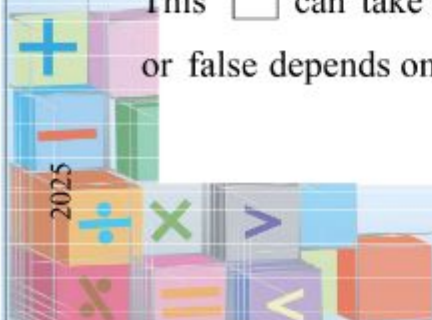 This □ can take
or false depends on
2025
+
−
÷ × >
% = <